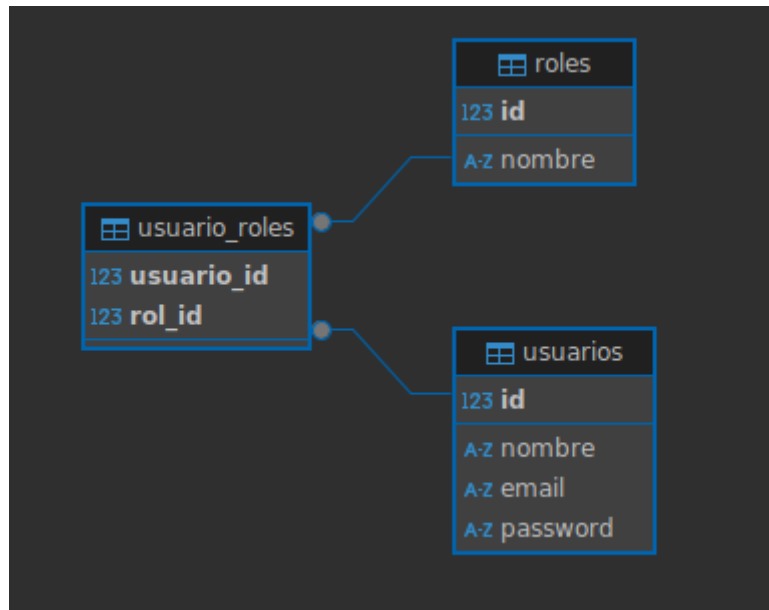 roles
123 id
A-Z nombre
usuario_roles
123 usuario_id
123 rol_id
usuarios
123 id
A-Z nombre
A-Z email
A-Z password